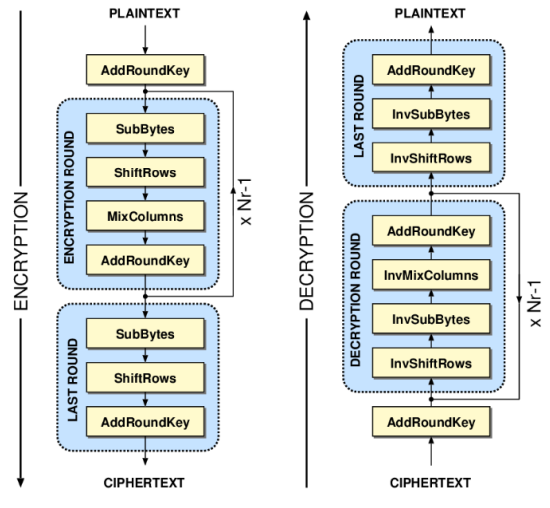 PLAINTEXT
AddRoundKey
SubBytes
ShiftRows
MixColumns
AddRoundKey
ENCRYPTION ROUND
x Nr-1
SubBytes
ShiftRows
AddRoundKey
LAST ROUND
CIPHERTEXT
ENCRYPTION
PLAINTEXT
AddRoundKey
InvSubBytes
InvShiftRows
LAST ROUND
AddRoundKey
InvMixColumns
InvSubBytes
InvShiftRows
DECRYPTION ROUND
x Nr-1
AddRoundKey
CIPHERTEXT
DECRYPTION